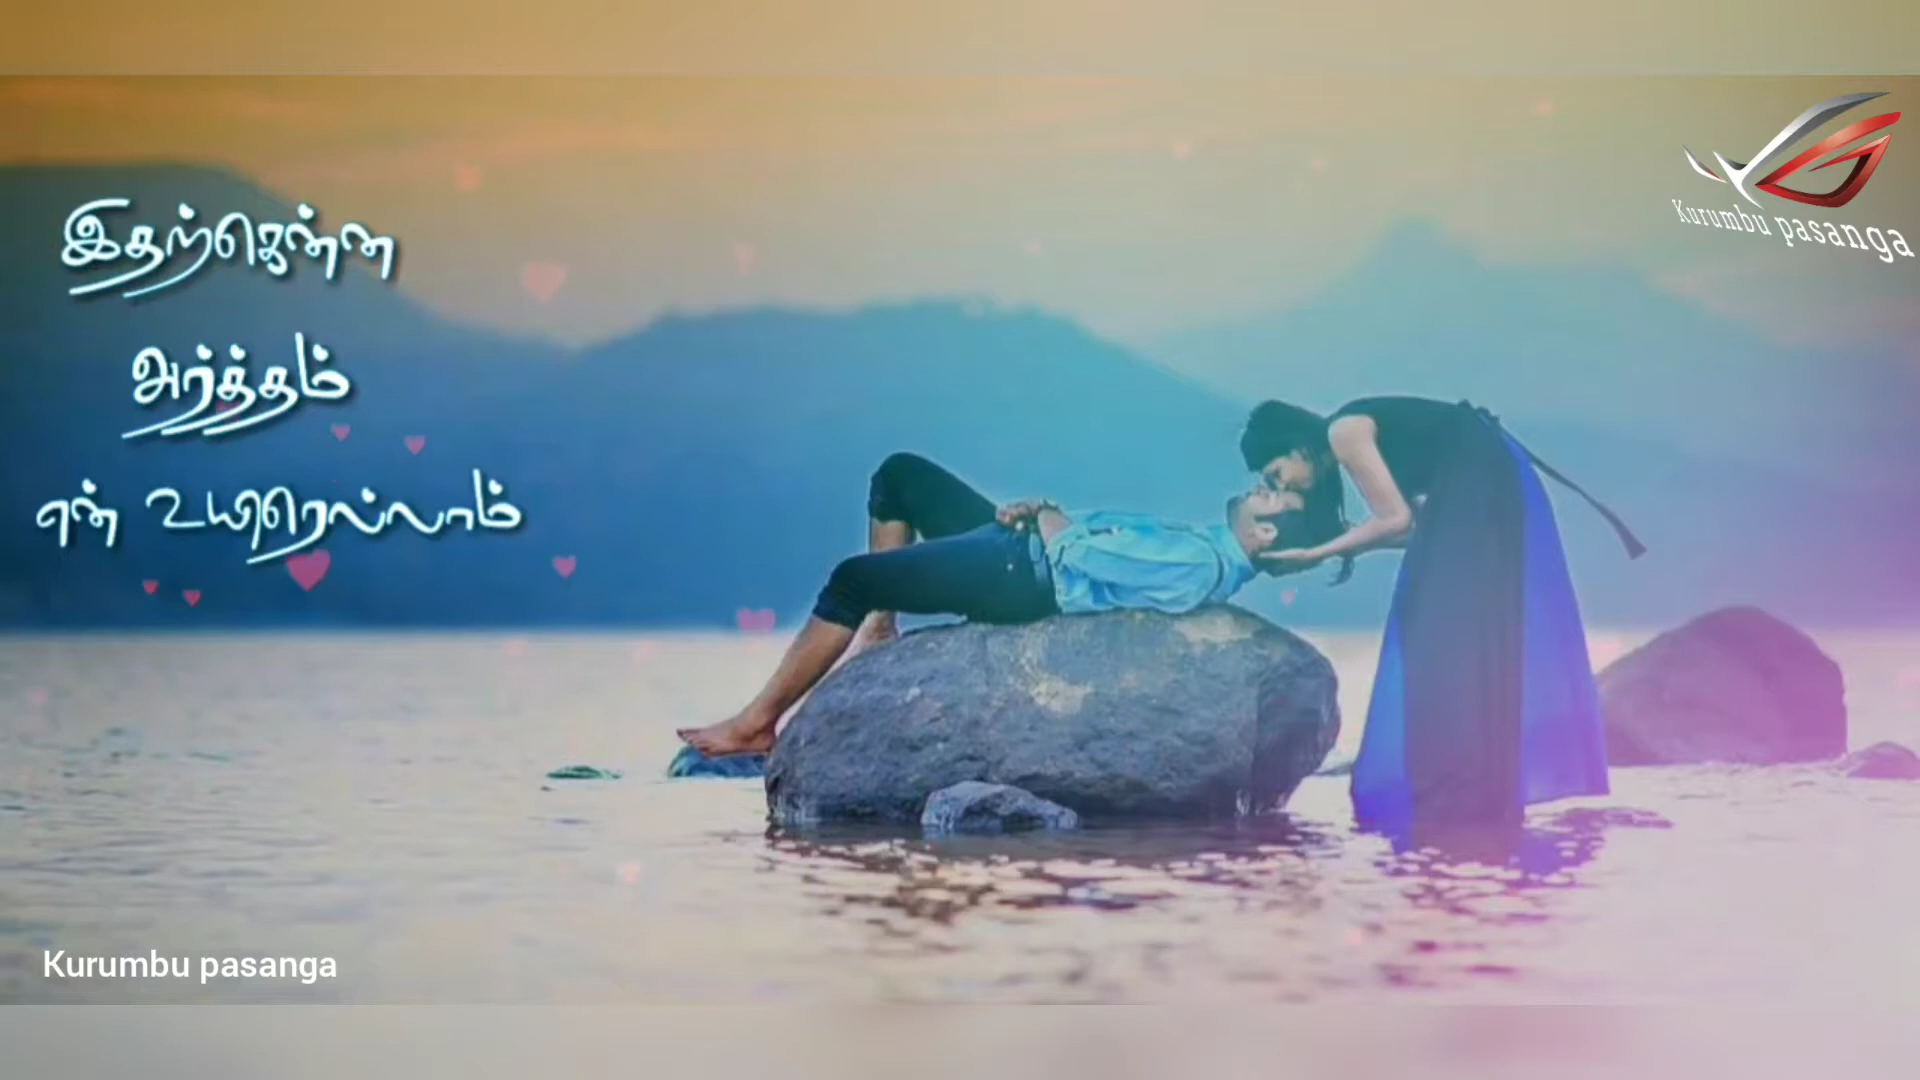 இதற்கென்ன
அர்த்தம்
என் உயிரெல்லாம்
Kurumbu pasanga
Kurumbu pasanga